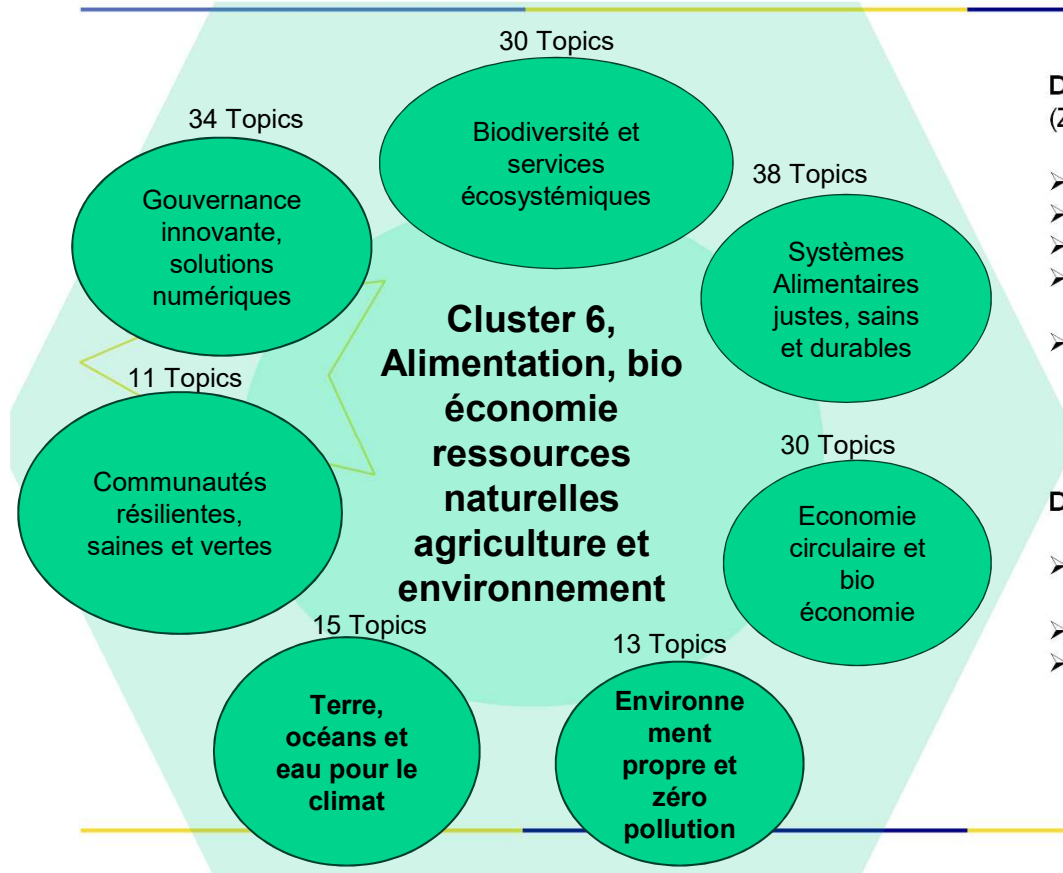 30 Topics
Biodiversité et
services
écosystémiques
34 Topics
Gouvernance
innovante,
solutions
numériques
38 Topics
Systèmes
Alimentaires
justes, sains
et durables
11 Topics
Communautés
résilientes,
saines et vertes
Cluster 6,
Alimentation, bio
économie
ressources
naturelles
agriculture et
environnement
30 Topics
Economie
circulaire et
bio
économie
15 Topics
Terre,
océans et
eau pour le
climat
13 Topics
Environne
ment
propre et
zéro
pollution
D
(Z
D